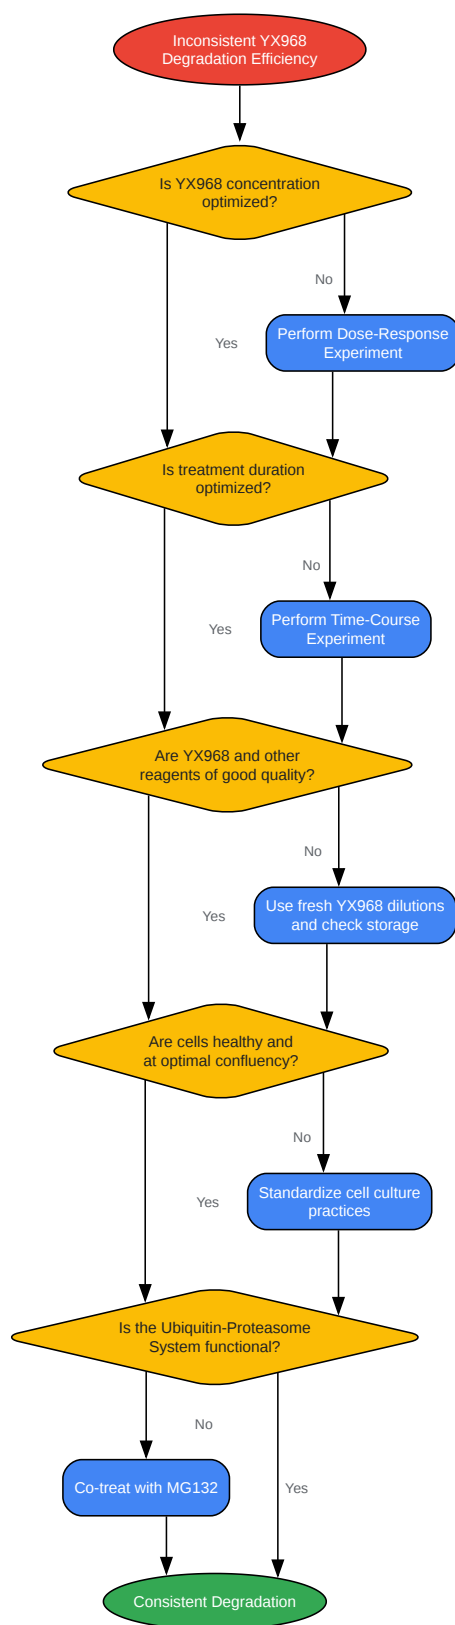 Inconsistent YX968
Degradation Efficiency
Is YX968 concentration
optimized?
No
Perform Dose-Response
Experiment
Yes
Is treatment duration
optimized?
No
Perform Time-Course
Experiment
Yes
Are YX968 and other
reagents of good quality?
No
Use fresh YX968 dilutions
and check storage
Yes
Are cells healthy and
at optimal confluency?
No
Standardize cell culture
practices
Yes
Is the Ubiquitin-Proteasome
System functional?
No
Co-treat with MG132
Yes
Consistent Degradation